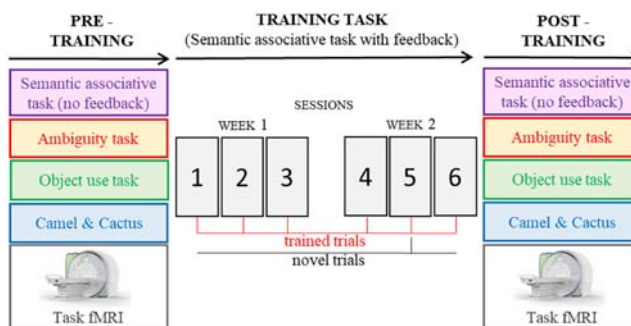 PRE -
TRAINING
Semantic associative
task (no feedback)
Ambiguity task
Object use task
Camel & Cactus
Task fMRI
TRAINING TASK
(Semantic associative task with feedback)
SESSIONS
WEEK 1
WEEK 2
1
2
3
4
5
6
trained trials
novel trials
POST -
TRAINING
Semantic associative
task (no feedback)
Ambiguity task
Object use task
Camel & Cactus
Task fMRI